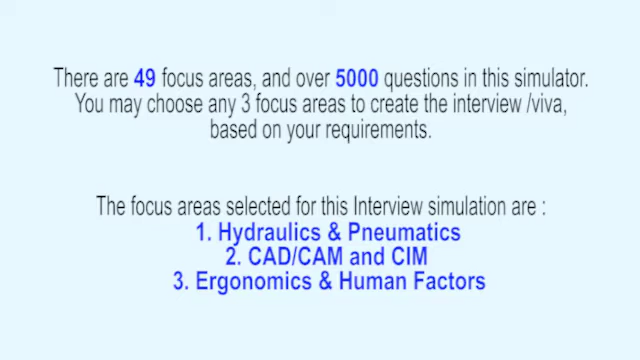 There are 49 focus areas, and over 5000 questions in this simulator.
You may choose any 3 focus areas to create the interview /viva,
based on your requirements.
The focus areas selected for this Interview simulation are :
1. Hydraulics & Pneumatics
2. CAD/CAM and CIM
3. Ergonomics & Human Factors